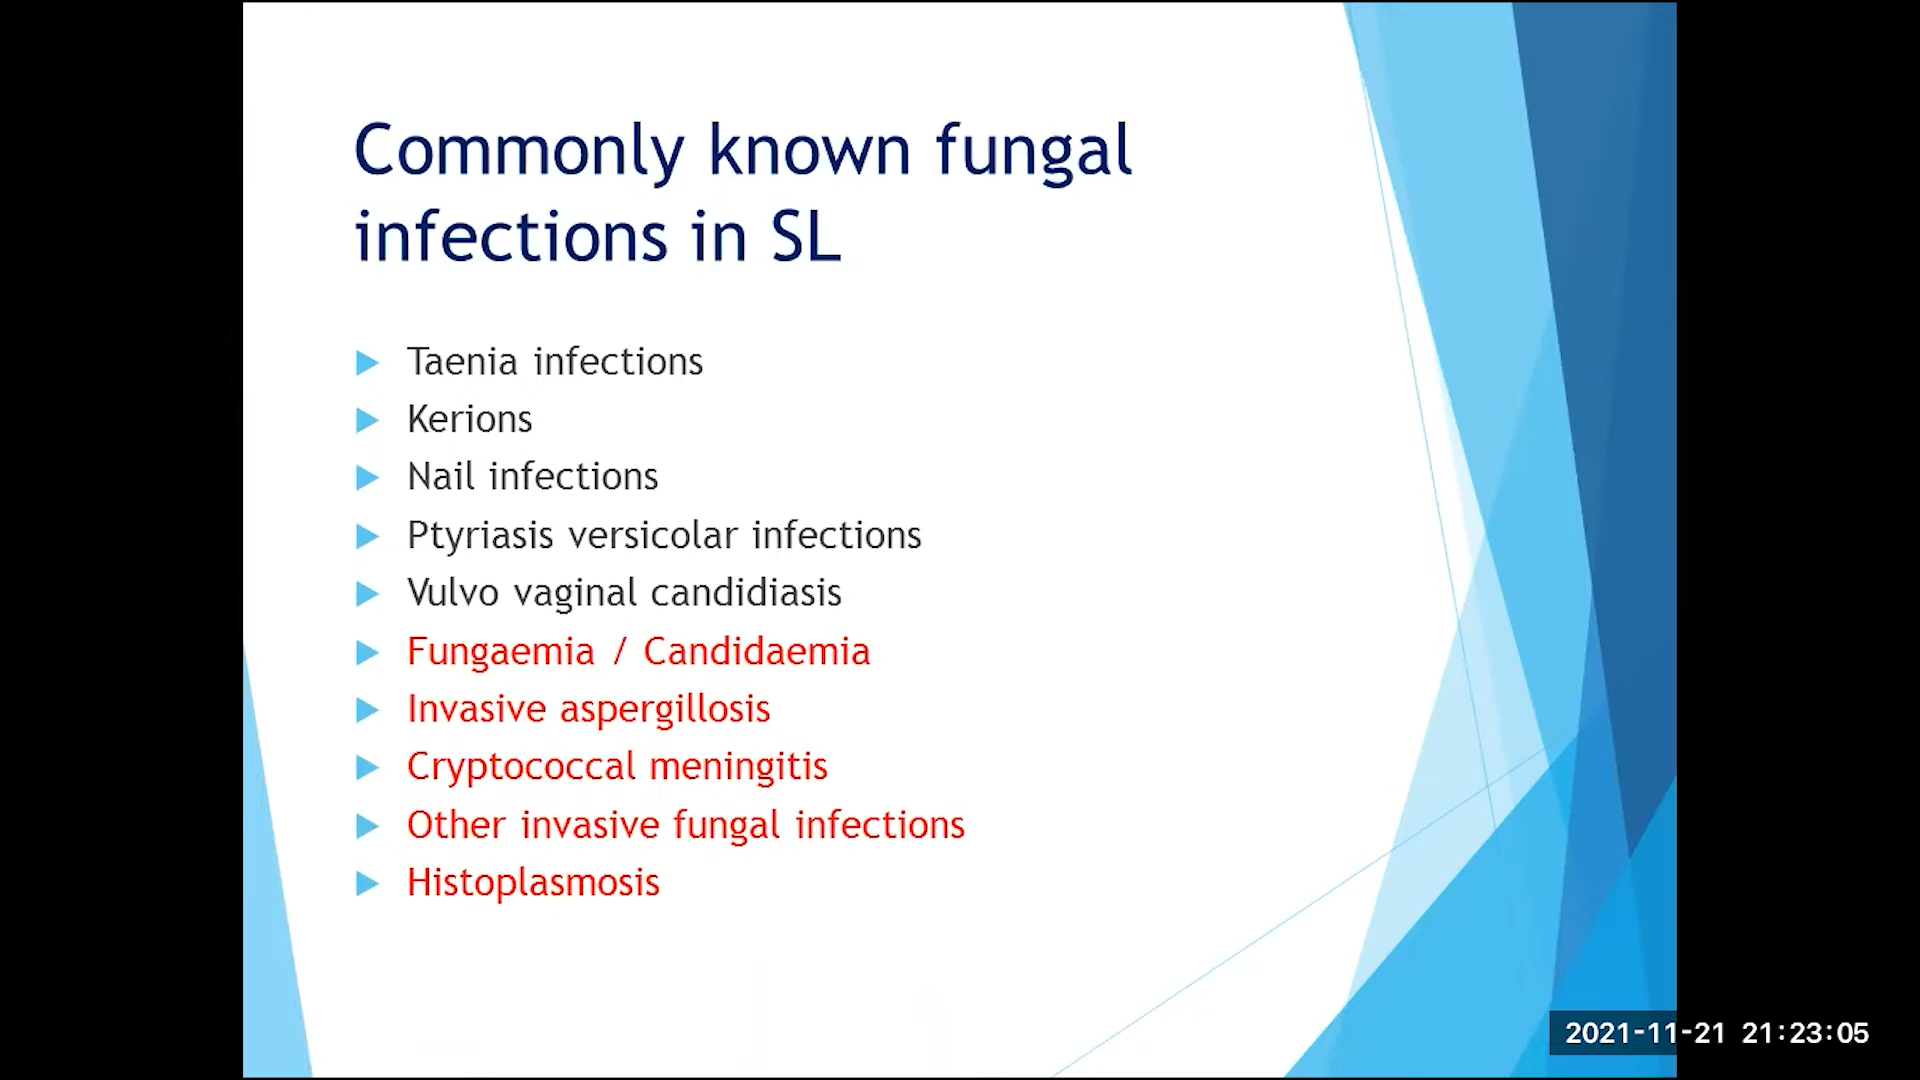 Commonly known fungal
infections in SL
Taenia infections
Kerions
Nail infections
Ptyriasis versicolar infections
Vulvo vaginal candidiasis
Fungaemia / Candidaemia
Invasive aspergillosis
Cryptococcal meningitis
Other invasive fungal infections
Histoplasmosis
2021-11-21 21:23:05